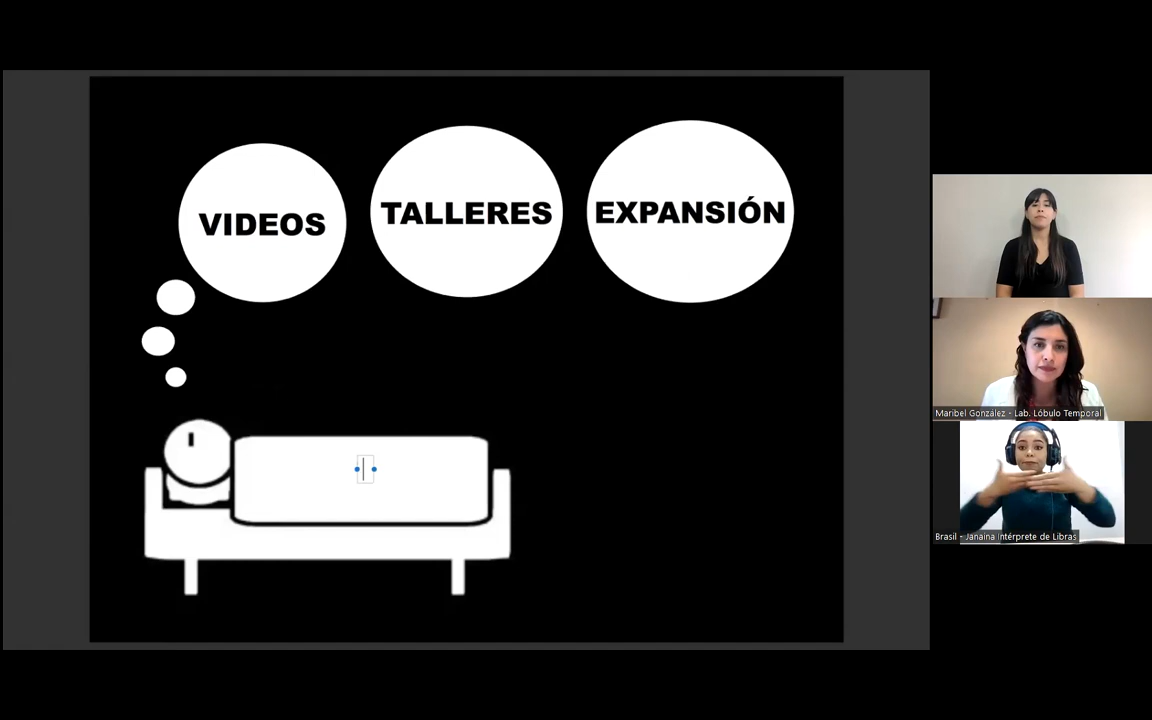 VIDEOS
TALLERES
EXPANSIÓN
Maribel González - Lab. Lóbulo Temporal
Brasil - Janaina Intérprete de Libras